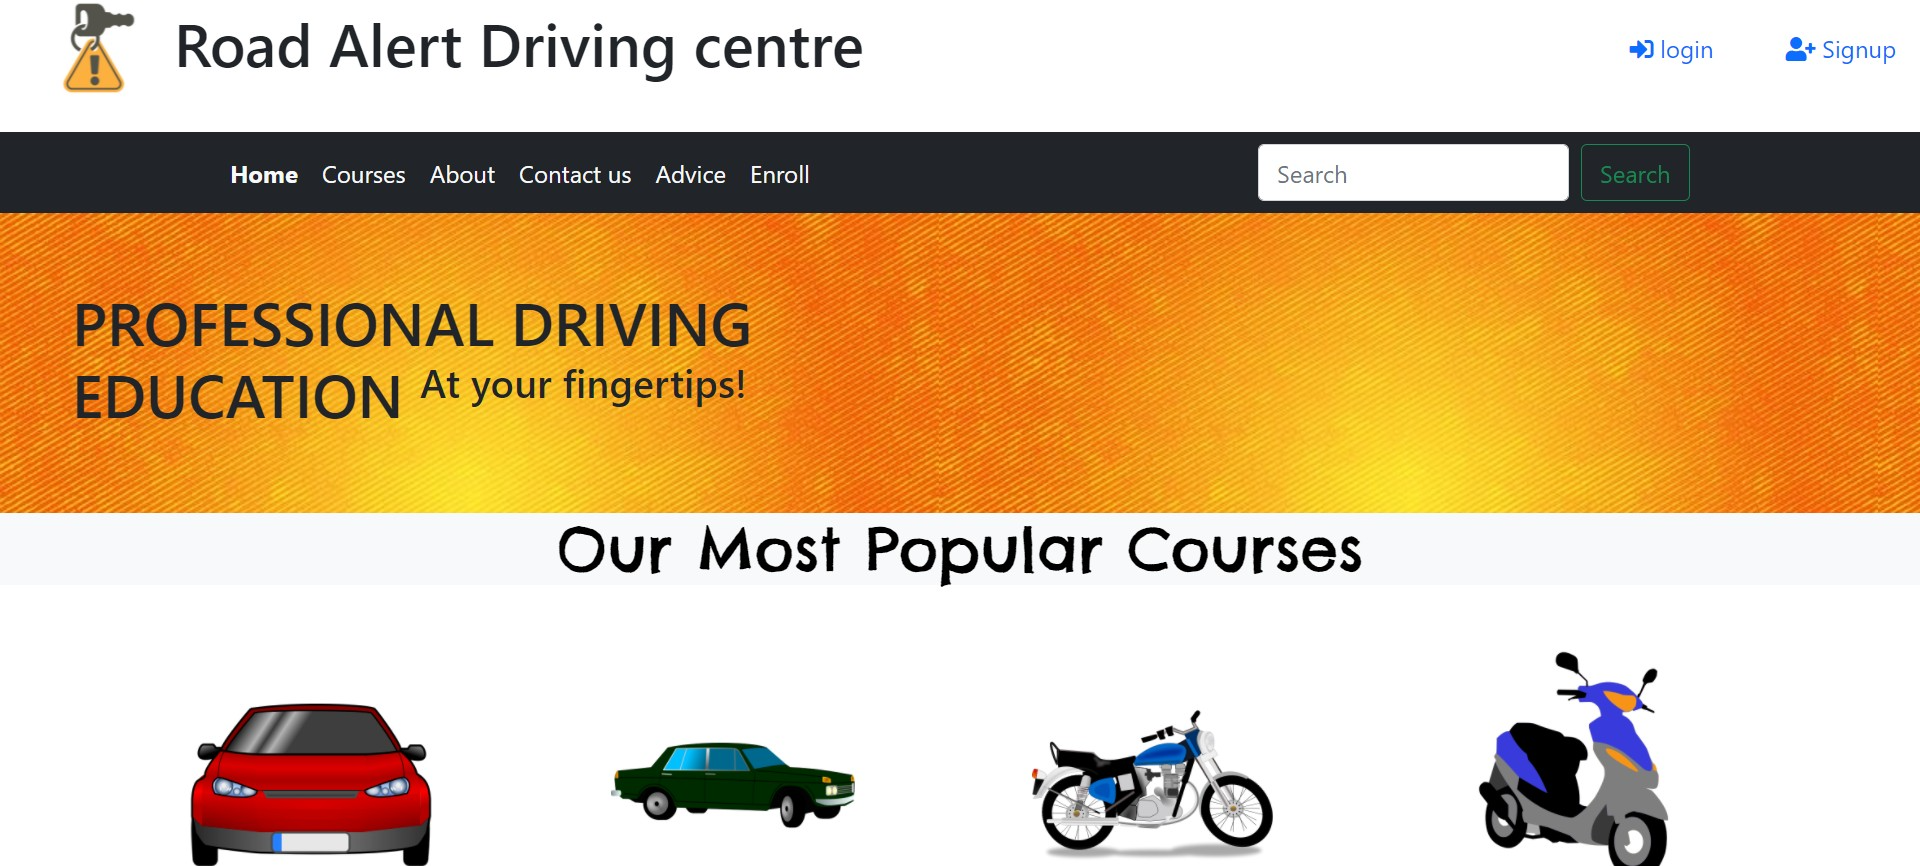 Road Alert Driving centre
login
Signup
Home Courses About Contact us Advice Enroll
Search
Search
PROFESSIONAL DRIVING
EDUCATION At your fingertips!
Our Most Popular Courses